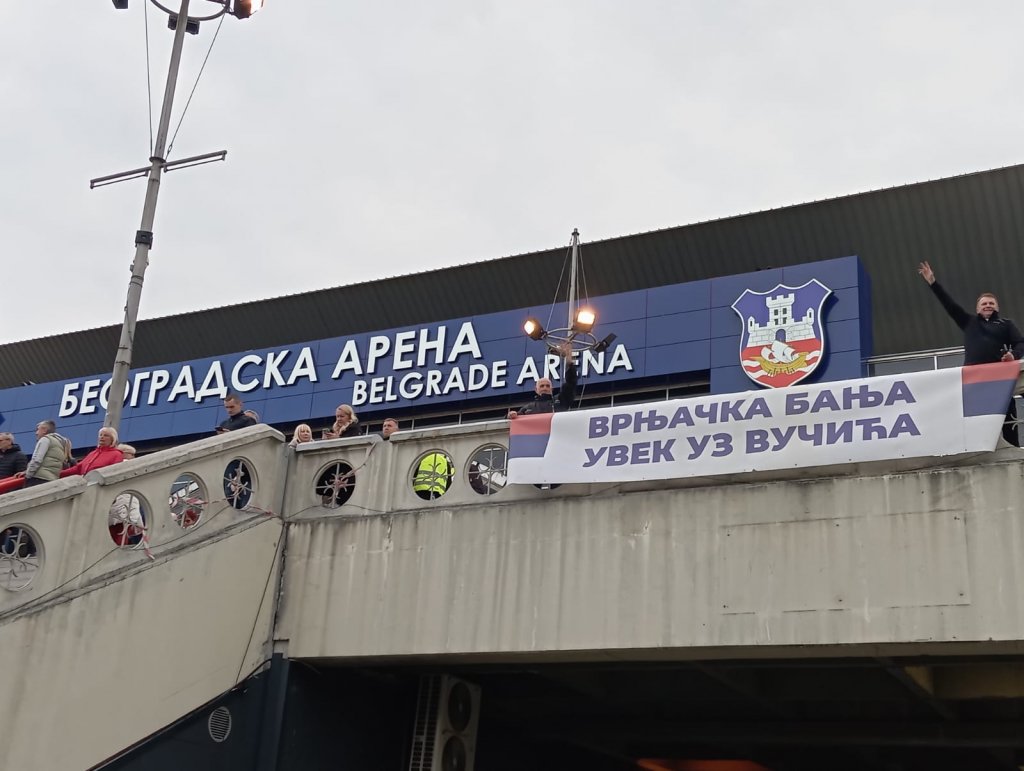 БЕОГРАДСКА АРЕНА
BELGRADE ARENA
ВРЊАЧКА БАЊА
УВЕК УЗ ВУЧИЋА